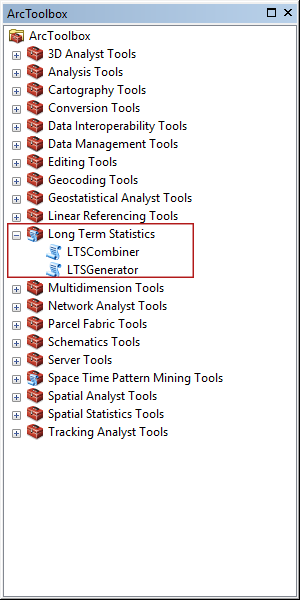 ArcToolbox
ArcToolbox
3D Analyst Tools
Analysis Tools
Cartography Tools
Conversion Tools
Data Interoperability Tools
Data Management Tools
Editing Tools
Geocoding Tools
Geostatistical Analyst Tools
Linear Referencing Tools
Long Term Statistics
LTSCombiner
LTSGenerator
Multidimension Tools
Network Analyst Tools
Parcel Fabric Tools
Schematics Tools
Server Tools
Space Time Pattern Mining Tools
Spatial Analyst Tools
Spatial Statistics Tools
Tracking Analyst Tools